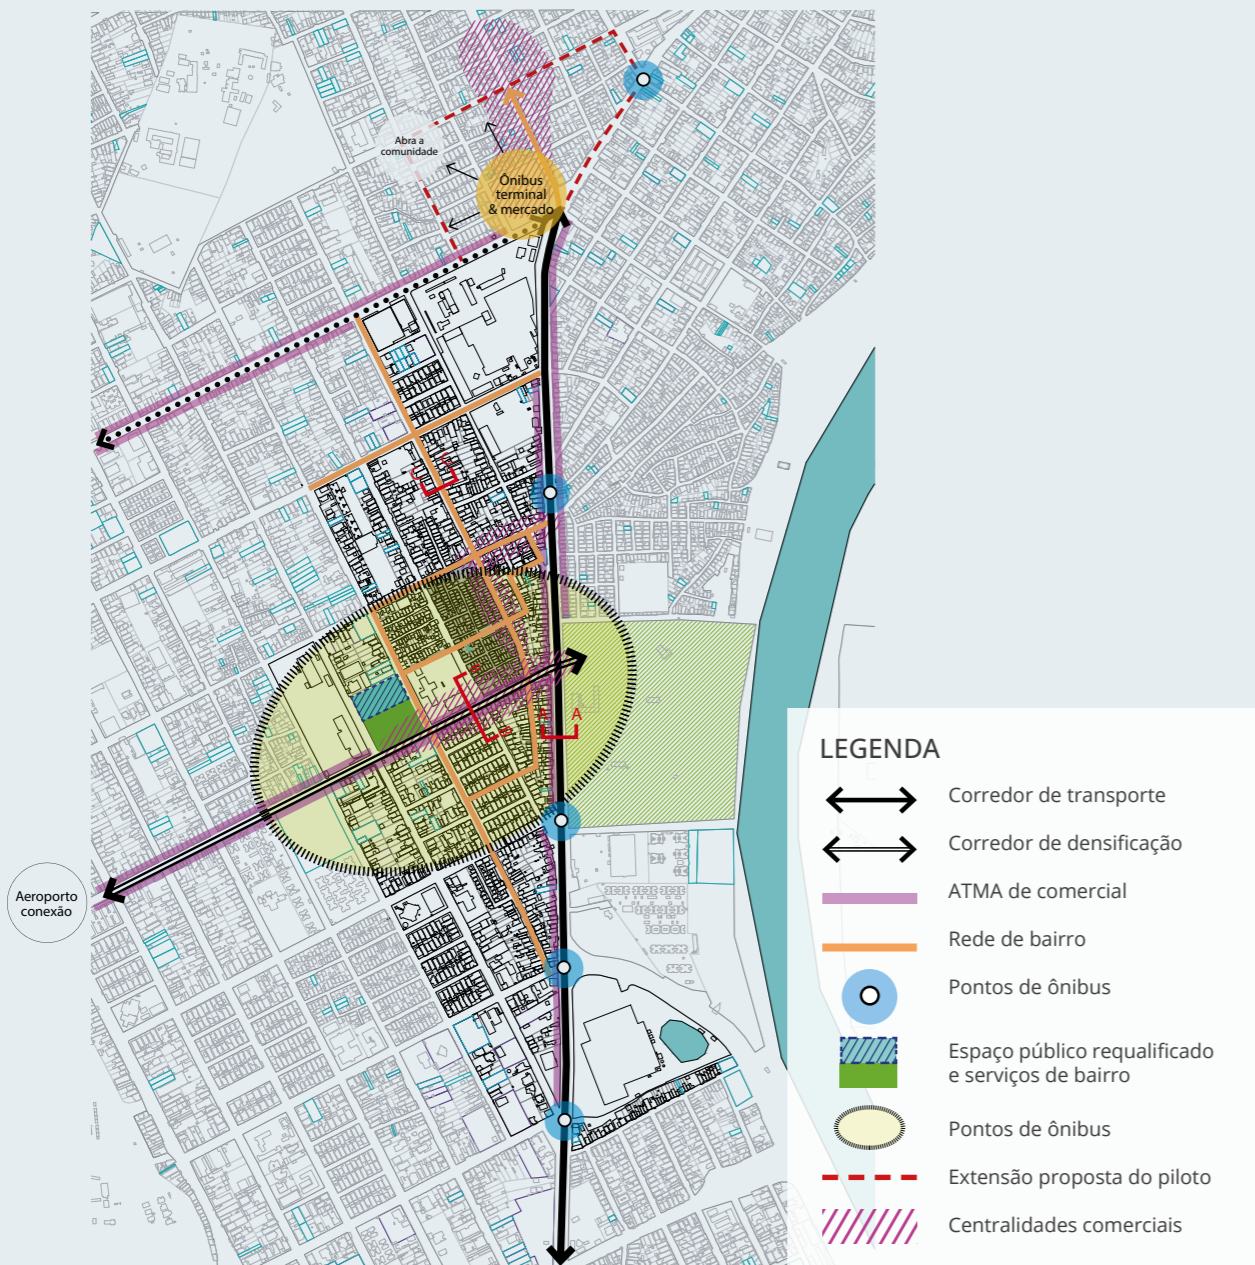 Abra a
comunidade
Ônibus
terminal
& mercado
A A
Aeroporto
conexão
LEGENDA
Corredor de transporte
Corredor de densificação
ATMA de comercial
Rede de bairro
Pontos de ônibus
Espaço público requalificado
e serviços de bairro
Pontos de ônibus
Extensão proposta do piloto
Centralidades comerciais